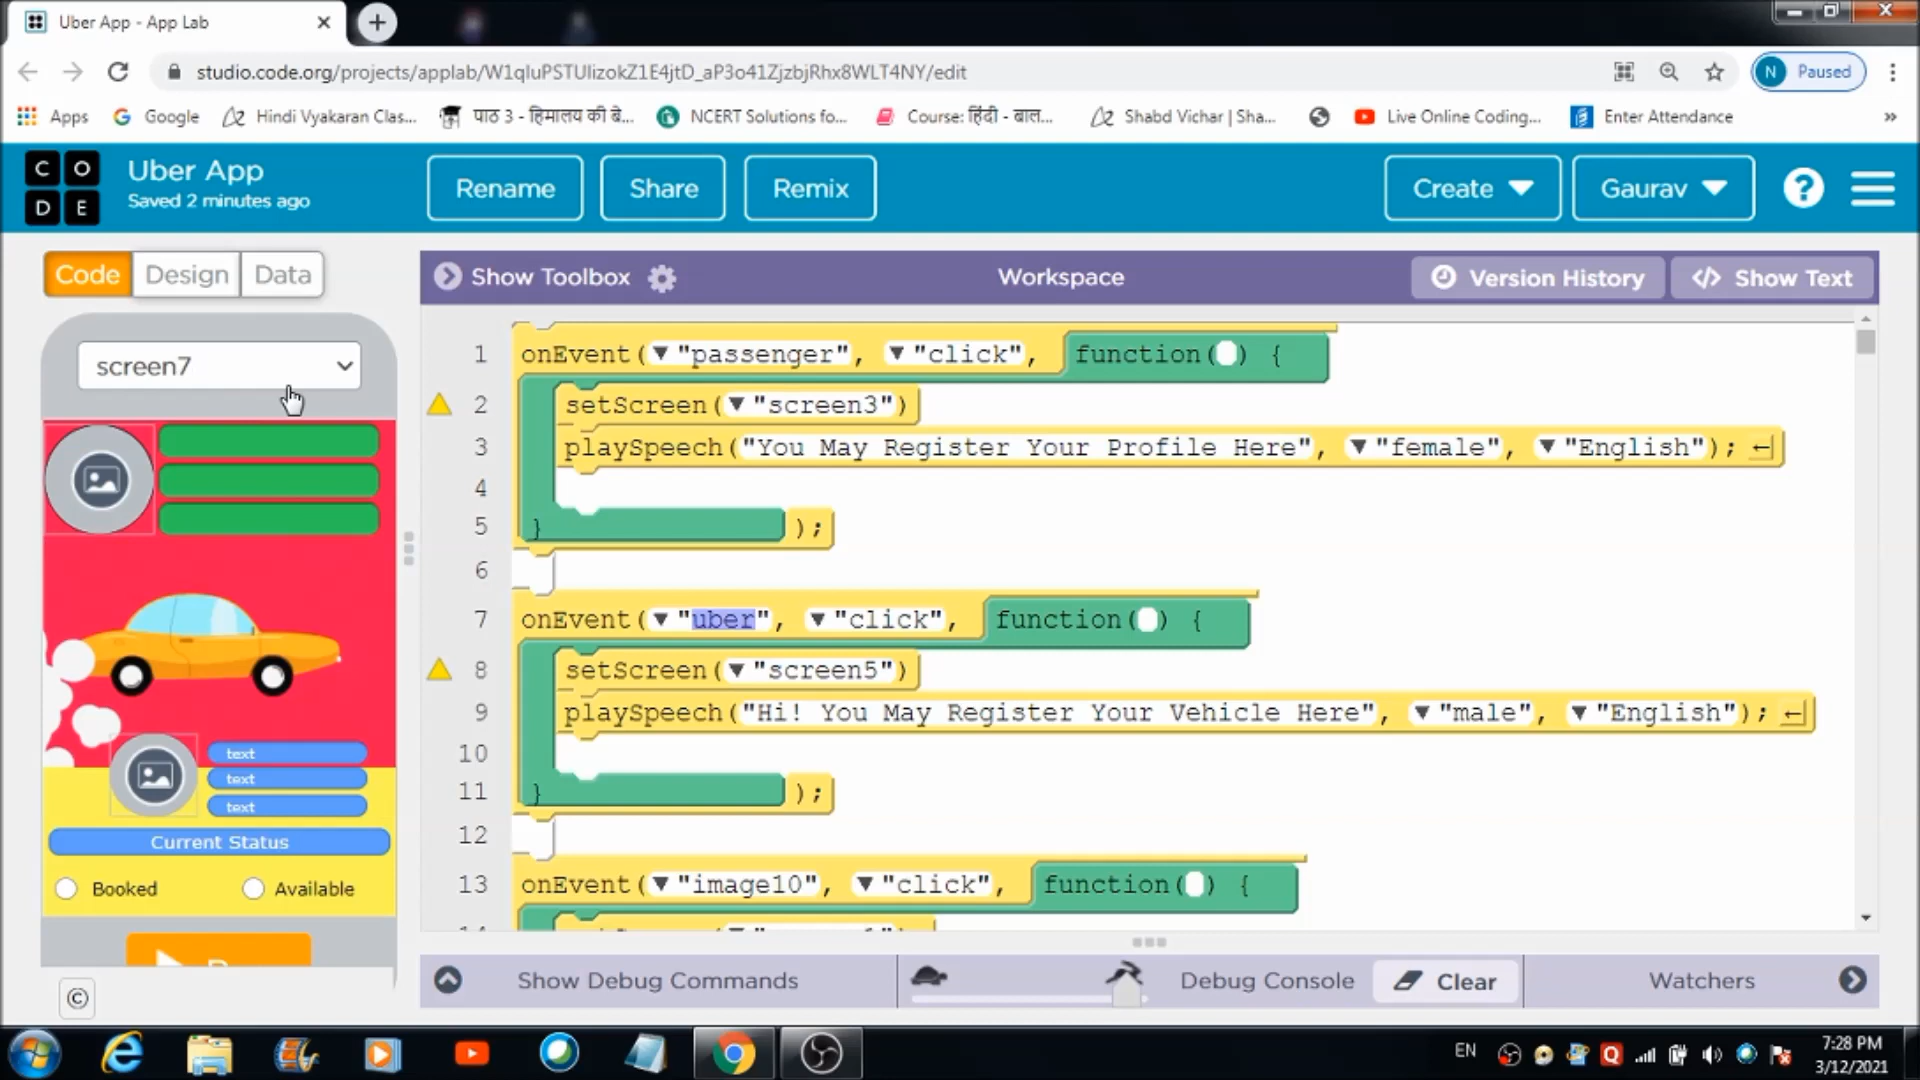 Uber App - App Lab
studio.code.org/projects/applab/W1qIuPSTUIizokZ1E4jtD_aP3o41ZjzbjRhx8WLT4NY/edit
N Paused
Apps Google Hindi Vyakaran Clas... पाठ 3 - हिमालय की बे... NCERT Solutions fo... Course: हिंदी - बाल... Shabd Vichar | Sha... Live Online Coding... Enter Attendance »
C O D E
Uber App
Saved 2 minutes ago
Rename Share Remix Create Gaurav ?
Code Design Data
Show Toolbox Workspace Version History </> Show Text
screen7
1 onEvent("passenger", "click", function() {
2 setScreen("screen3")
3 playSpeech("You May Register Your Profile Here", "female", "English");
4
5 } );
6
7 onEvent("uber", "click", function() {
8 setScreen("screen5")
9 playSpeech("Hi! You May Register Your Vehicle Here", "male", "English");
10
11 } );
12
13 onEvent("image10", "click", function() {
text
text
text
Current Status
Booked Available
©
Show Debug Commands Debug Console Clear Watchers
EN
7:28 PM
3/12/2021